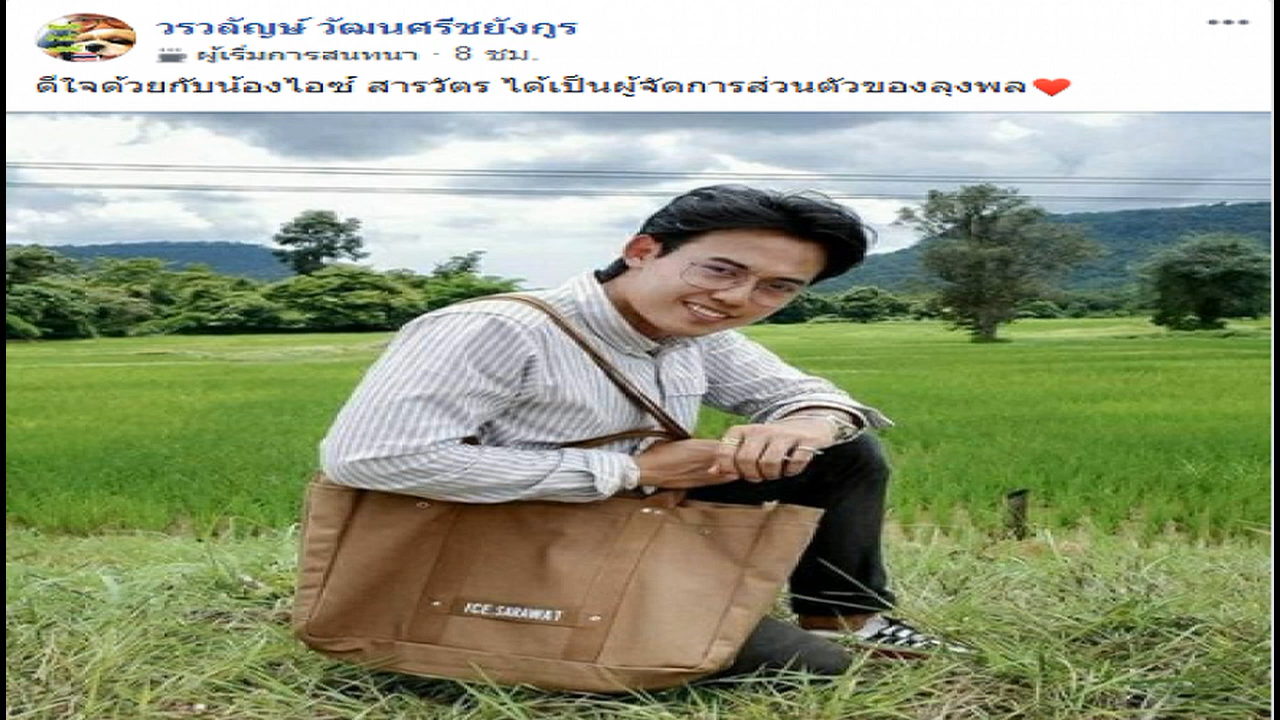 วรวลัญษ์ วัฒนศรีชยังกูร
ผู้เริ่มการสนทนา · 8 ชม.
ดีใจด้วยกับน้องไอซ์ สารวัตร ได้เป็นผู้จัดการส่วนตัวของลุงพล❤️
ICE SARAWAT